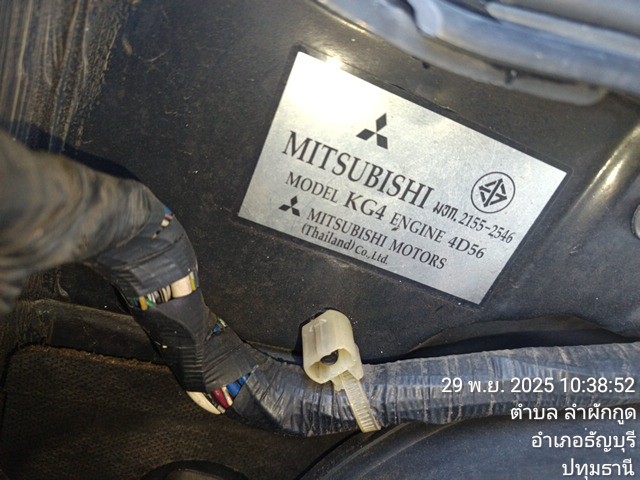 MITSUBISHI
มอก. 2155-2546
MODEL KG4 ENGINE 4D56
MITSUBISHI MOTORS
(Thailand) Co., Ltd.
29 พ.ย. 2025 10:38:52
ตำบล ลำผักกูด
อำเภอธัญบุรี
ปทุมธานี